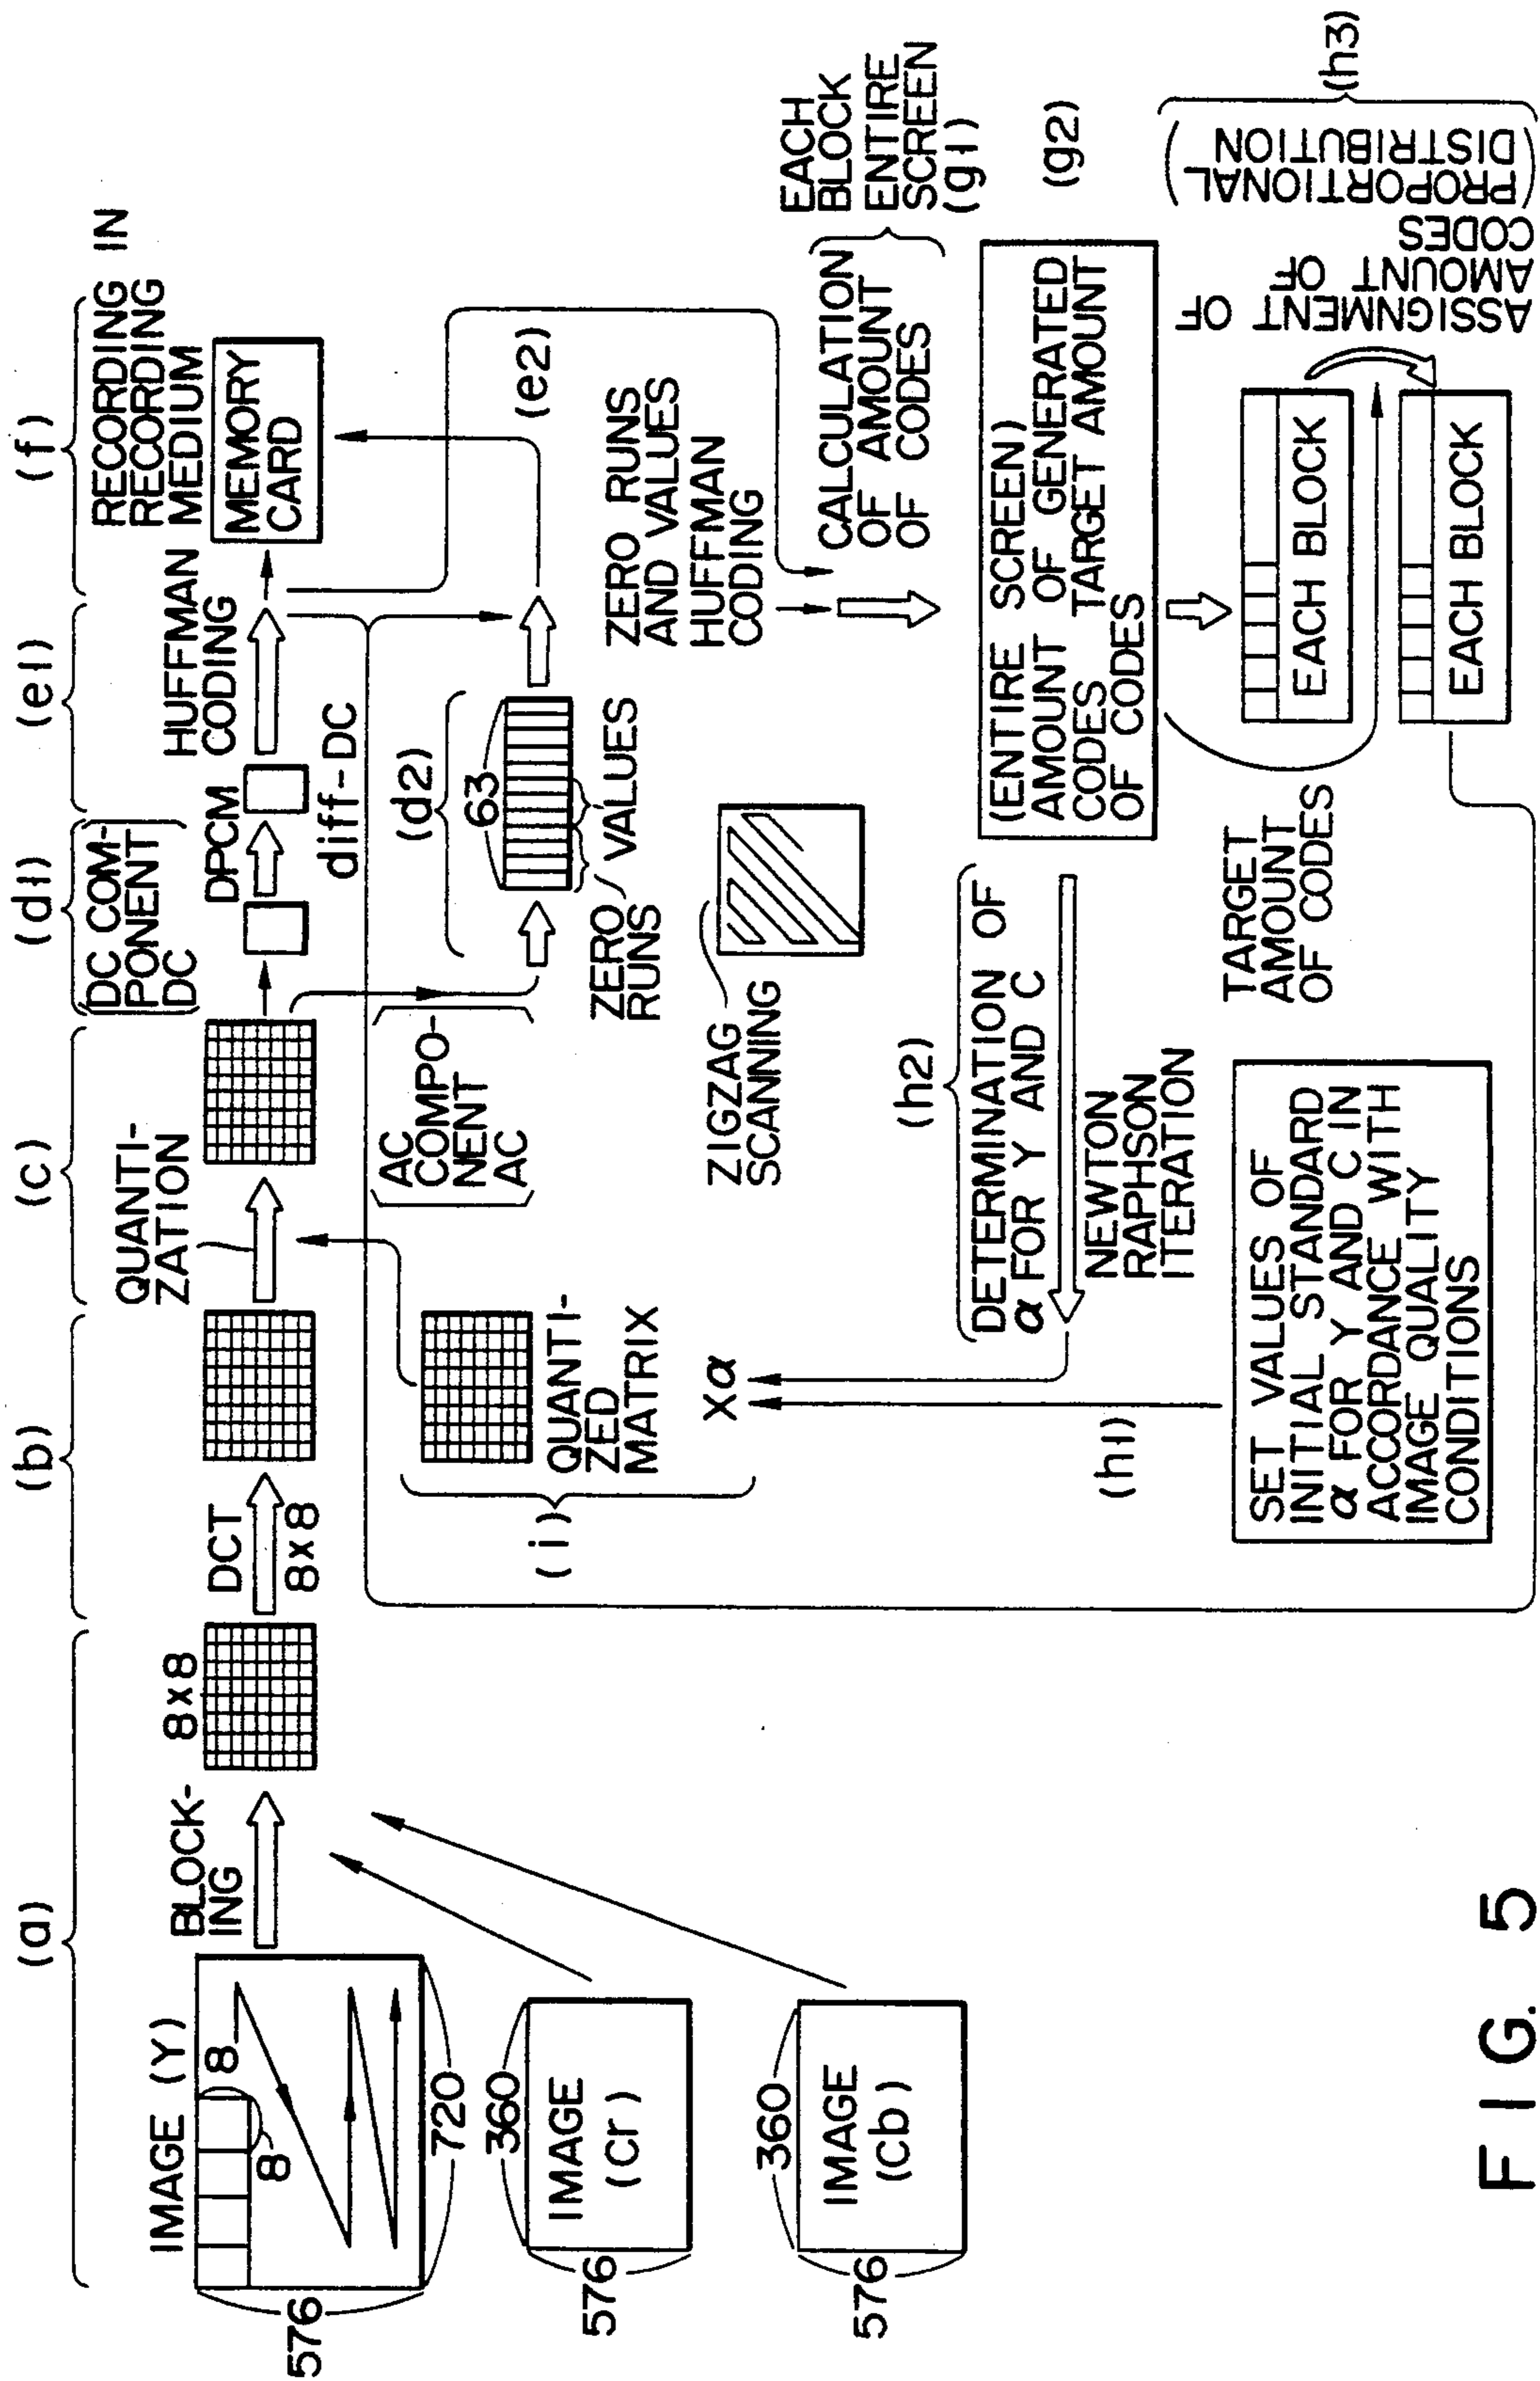 (a)
(b)
(c)
(d1)
(e1)
(f)
IMAGE (Y)
8
8
576
720
BLOCK-
ING
8×8
DCT
8×8
QUANTI-
ZATION
DC COM-
PONENT
DC
DPCM
diff-DC
HUFFMAN
CODING
RECORDING IN
RECORDING
MEDIUM
MEMORY
CARD
360
576
IMAGE
(Cr)
360
576
IMAGE
(Cb)
(i)
QUANTI-
ZED
MATRIX
×α
AC
COMPO-
NENT
AC
(d2)
63
ZERO
RUNS
VALUES
(e2)
ZERO RUNS
AND VALUES
HUFFMAN
CODING
ZIGZAG
SCANNING
CALCULATION
OF AMOUNT
OF CODES
EACH
BLOCK
ENTIRE
SCREEN
(g1)
(g2)
(ENTIRE SCREEN)
AMOUNT OF GENERATED
CODES TARGET AMOUNT
OF CODES
(h2)
DETERMINATION OF
α FOR Y AND C
NEWTON
RAPHSON
ITERATION
(h1)
SET VALUES OF
INITIAL STANDARD
α FOR Y AND C IN
ACCORDANCE WITH
IMAGE QUALITY
CONDITIONS
TARGET
AMOUNT
OF CODES
EACH BLOCK
EACH BLOCK
ASSIGNMENT OF
AMOUNT OF
CODES
(PROPORTIONAL
DISTRIBUTION)
(h3)
FIG. 5